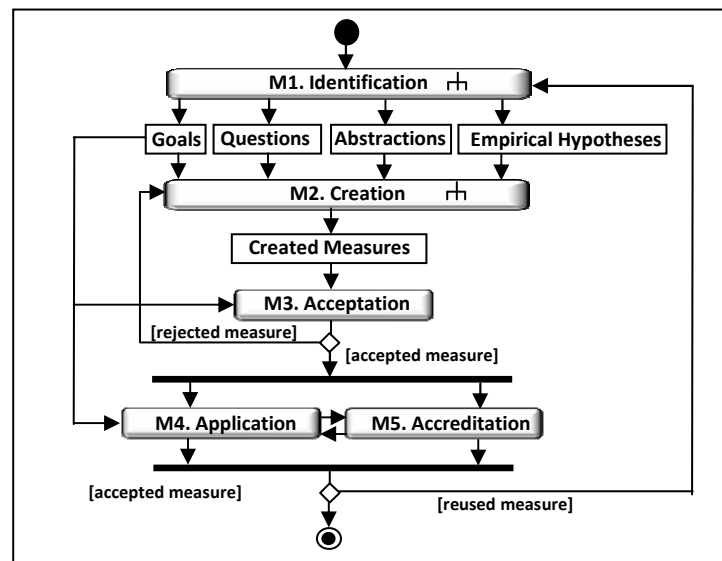 M1. Identification
Goals Questions Abstractions Empirical Hypotheses
M2. Creation
Created Measures
M3. Acceptation
[rejected measure]
[accepted measure]
M4. Application M5. Accreditation
[accepted measure]
[reused measure]